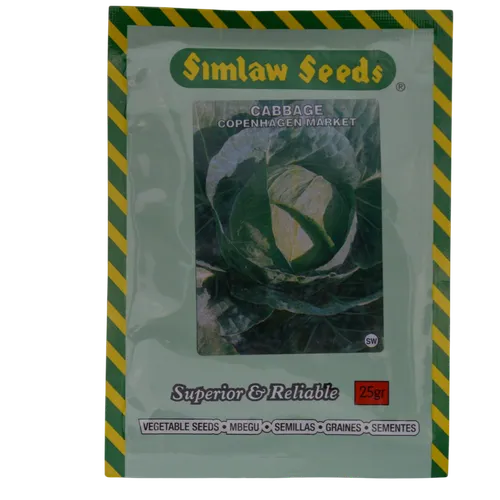 Simlaw Seeds
®
CABBAGE
COPENHAGEN MARKET
SW
Superior & Reliable
25gr
VEGETABLE SEEDS • MBEGU • SEMILLAS • GRAINES • SEMENTES